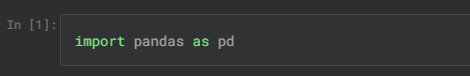 In [1]:
import pandas as pd